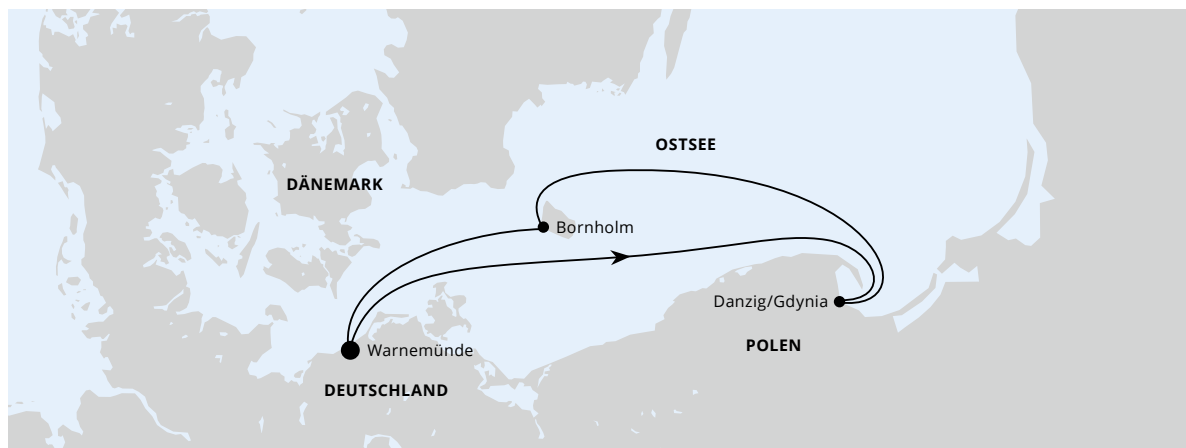 OSTSEE
DÄNEMARK
Bornholm
Danzig/Gdynia
POLEN
Warnemünde
DEUTSCHLAND